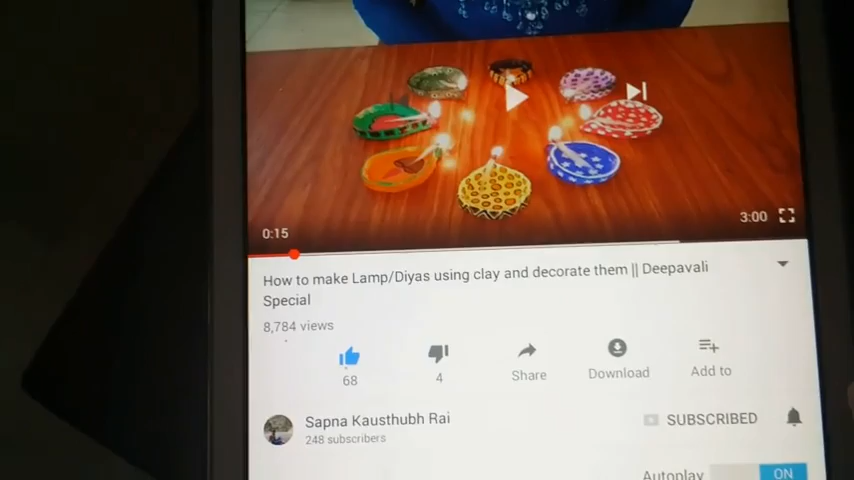 0:15
3:00
How to make Lamp/Diyas using clay and decorate them || Deepavali
Special
8,784 views
68
4
Share
Download
Add to
Sapna Kausthubh Rai
SUBSCRIBED
248 subscribers
Autoplay
ON